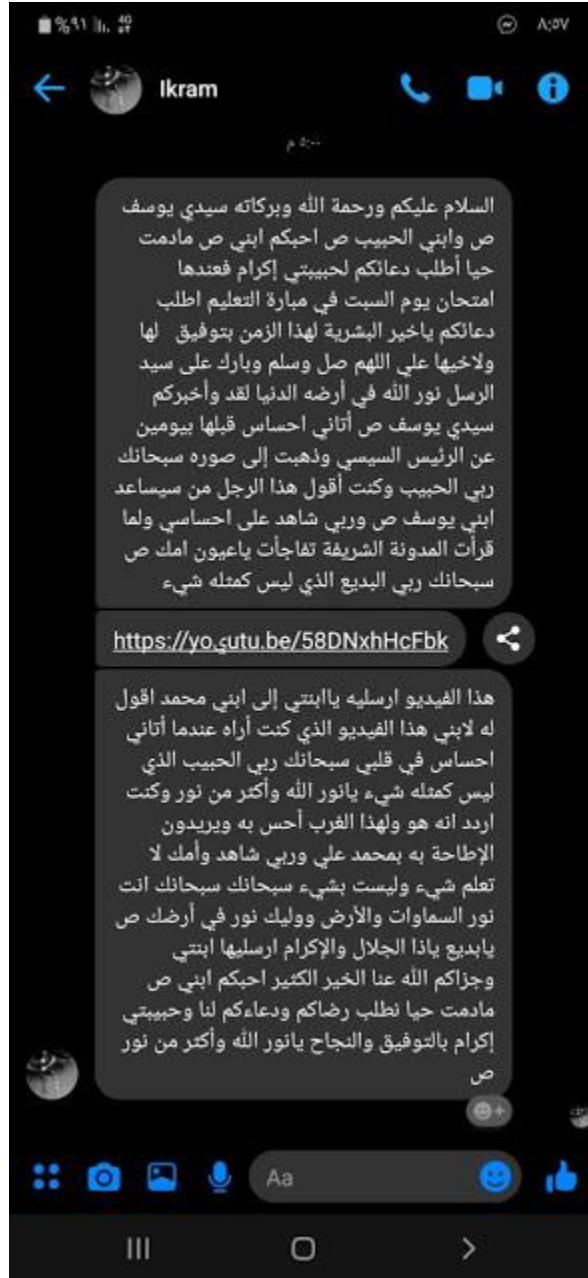 %٩١ 4G
٨:٥٧
Ikram
٥:٠٠ م
السلام عليكم ورحمة الله وبركاته سيدي يوسف
ص وابني الحبيب ص احبكم ابني ص مادمت
حيا أطلب دعائكم لحبيبتي إكرام فعندها
امتحان يوم السبت في مبارة التعليم اطلب
دعائكم ياخير البشرية لهذا الزمن بتوفيق لها
ولاخيها علي اللهم صل وسلم وبارك على سيد
الرسل نور الله في أرضه الدنيا لقد وأخبركم
سيدي يوسف ص أتاني احساس قبلها بيومين
عن الرئيس السيسي وذهبت إلى صوره سبحانك
ربي الحبيب وكنت أقول هذا الرجل من سيساعد
ابني يوسف ص وربي شاهد على احساسي ولما
قرأت المدونة الشريفة تفاجأت ياعيون امك ص
سبحانك ربي البديع الذي ليس كمثله شيء
هذا الفيديو ارسليه ياابنتي إلى ابني محمد اقول
له لابني هذا الفيديو الذي كنت أراه عندما أتاني
احساس في قلبي سبحانك ربي الحبيب الذي
ليس كمثله شيء يانور الله وأكثر من نور وكنت
اردد انه هو ولهذا الغرب أحس به ويريدون
الإطاحة به بمحمد علي وربي شاهد وأمك لا
تعلم شيء وليست بشيء سبحانك سبحانك انت
نور السماوات والأرض ووليك نور في أرضك ص
يابديع ياذا الجلال والإكرام ارسليها ابنتي
وجزاكم الله عنا الخير الكثير احبكم ابني ص
مادمت حيا نطلب رضاكم ودعاءكم لنا وحبيبتي
إكرام بالتوفيق والنجاح يانور الله وأكثر من نور
ص
Aa